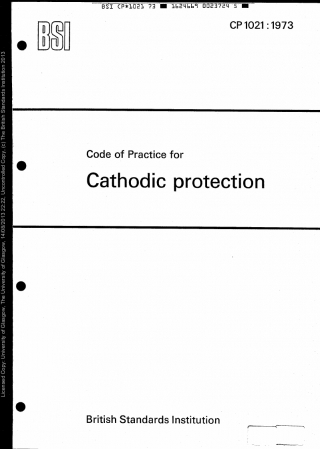 BSI CP*1021 73 ■ 1624669 0023724 5 ■
BSI
CP 1021 : 1973
Code of Practice for
Cathodic protection
British Standards Institution
Licensed Copy: University of Glasgow, The University of Glasgow, 14/08/2013 22:22, Uncontrolled Copy, (c) The British Standards Institution 2013